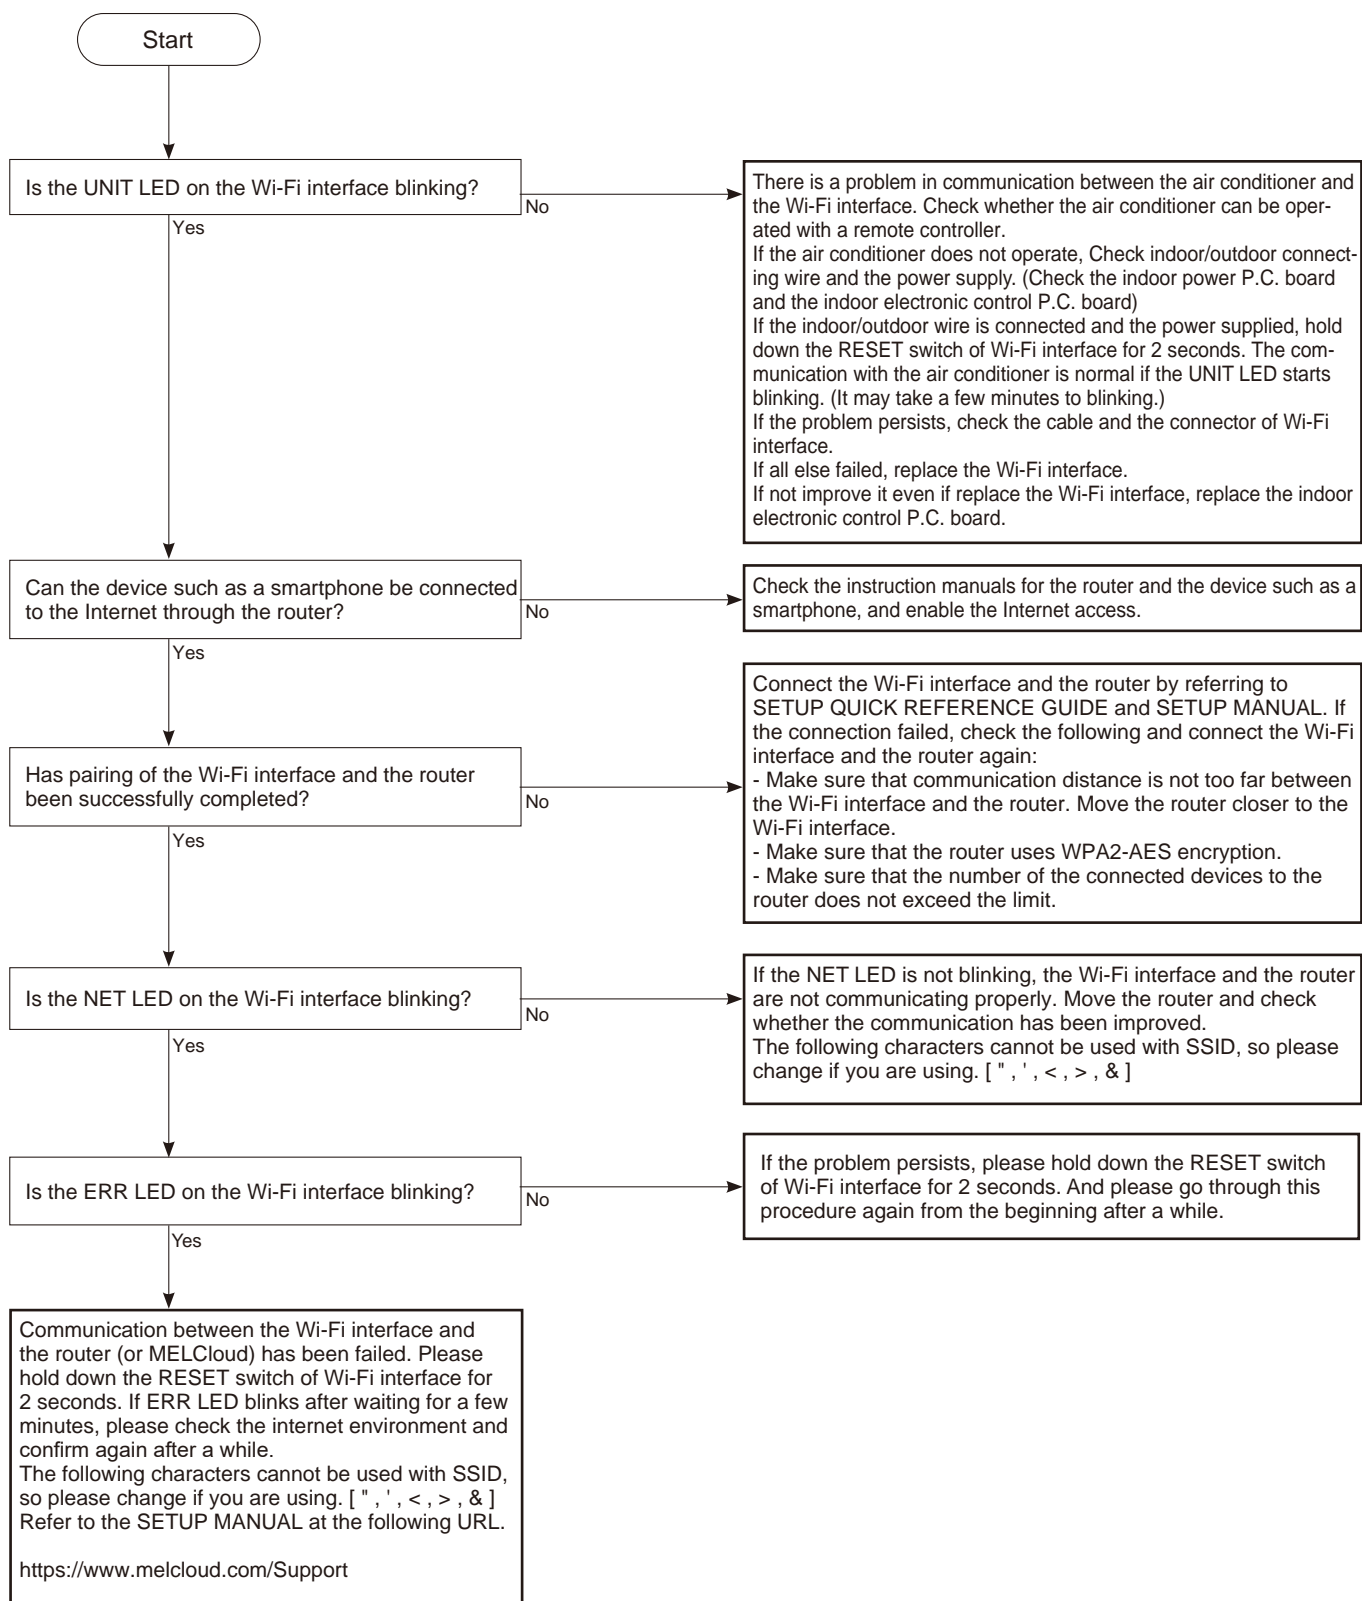 Start
Is the UNIT LED on the Wi-Fi interface blinking?
No
Yes
There is a problem in communication between the air conditioner and
the Wi-Fi interface. Check whether the air conditioner can be oper-
ated with a remote controller.
If the air conditioner does not operate, Check indoor/outdoor connect-
ing wire and the power supply. (Check the indoor power P.C. board
and the indoor electronic control P.C. board)
If the indoor/outdoor wire is connected and the power supplied, hold
down the RESET switch of Wi-Fi interface for 2 seconds. The com-
munication with the air conditioner is normal if the UNIT LED starts
blinking. (It may take a few minutes to blinking.)
If the problem persists, check the cable and the connector of Wi-Fi
interface.
If all else failed, replace the Wi-Fi interface.
If not improve it even if replace the Wi-Fi interface, replace the indoor
electronic control P.C. board.
Can the device such as a smartphone be connected
to the Internet through the router?
No
Yes
Check the instruction manuals for the router and the device such as a
smartphone, and enable the Internet access.
Has pairing of the Wi-Fi interface and the router
been successfully completed?
No
Yes
Connect the Wi-Fi interface and the router by referring to
SETUP QUICK REFERENCE GUIDE and SETUP MANUAL. If
the connection failed, check the following and connect the Wi-Fi
interface and the router again:
- Make sure that communication distance is not too far between
the Wi-Fi interface and the router. Move the router closer to the
Wi-Fi interface.
- Make sure that the router uses WPA2-AES encryption.
- Make sure that the number of the connected devices to the
router does not exceed the limit.
Is the NET LED on the Wi-Fi interface blinking?
No
Yes
If the NET LED is not blinking, the Wi-Fi interface and the router
are not communicating properly. Move the router and check
whether the communication has been improved.
The following characters cannot be used with SSID, so please
change if you are using. [ " , ' , < , > , & ]
Is the ERR LED on the Wi-Fi interface blinking?
No
Yes
If the problem persists, please hold down the RESET switch
of Wi-Fi interface for 2 seconds. And please go through this
procedure again from the beginning after a while.
Communication between the Wi-Fi interface and
the router (or MELCloud) has been failed. Please
hold down the RESET switch of Wi-Fi interface for
2 seconds. If ERR LED blinks after waiting for a few
minutes, please check the internet environment and
confirm again after a while.
The following characters cannot be used with SSID,
so please change if you are using. [ " , ' , < , > , & ]
Refer to the SETUP MANUAL at the following URL.
https://www.melcloud.com/Support